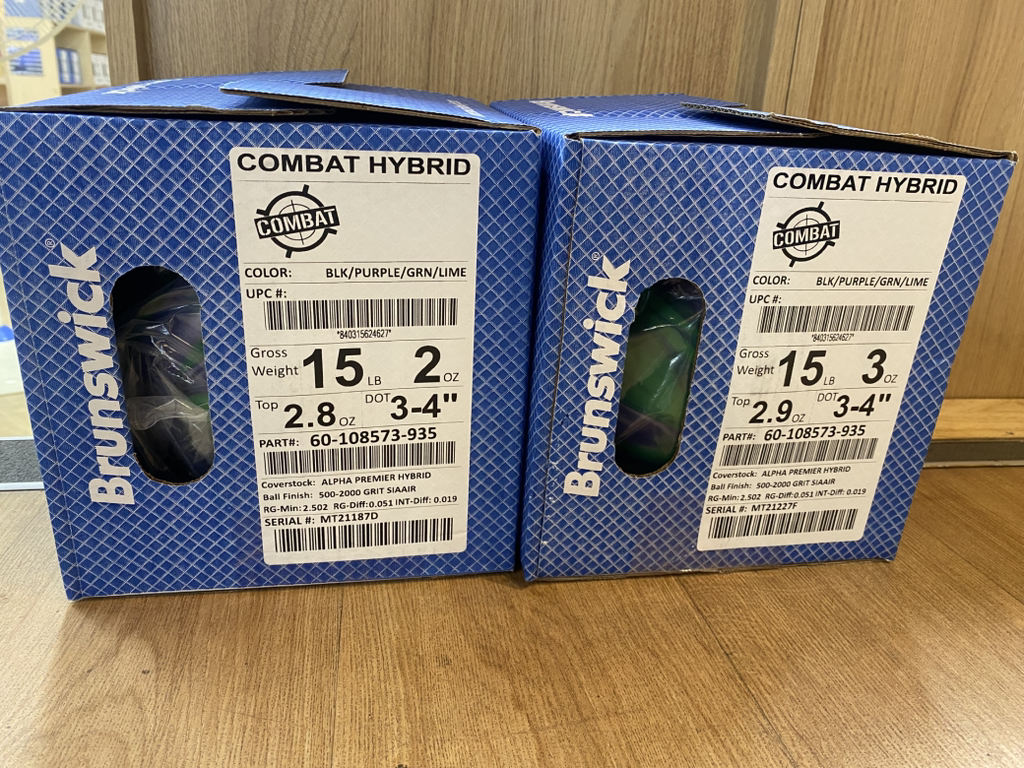 Brunswick®
COMBAT HYBRID
COMBAT
COLOR: BLK/PURPLE/GRN/LIME
UPC #:
*840315624627*
Gross Weight 15 LB 2 OZ
Top 2.8 OZ DOT 3-4"
PART#: 60-108573-935
Coverstock: ALPHA PREMIER HYBRID
Ball Finish: 500-2000 GRIT SIAAIR
RG-Min: 2.502 RG-Diff:0.051 INT-Diff: 0.019
SERIAL #: MT21187D
Brunswick®
COMBAT HYBRID
COMBAT
COLOR: BLK/PURPLE/GRN/LIME
UPC #:
*840315624627*
Gross Weight 15 LB 3 OZ
Top 2.9 OZ DOT 3-4"
PART#: 60-108573-935
Coverstock: ALPHA PREMIER HYBRID
Ball Finish: 500-2000 GRIT SIAAIR
RG-Min: 2.502 RG-Diff:0.051 INT-Diff: 0.019
SERIAL #: MT21227F